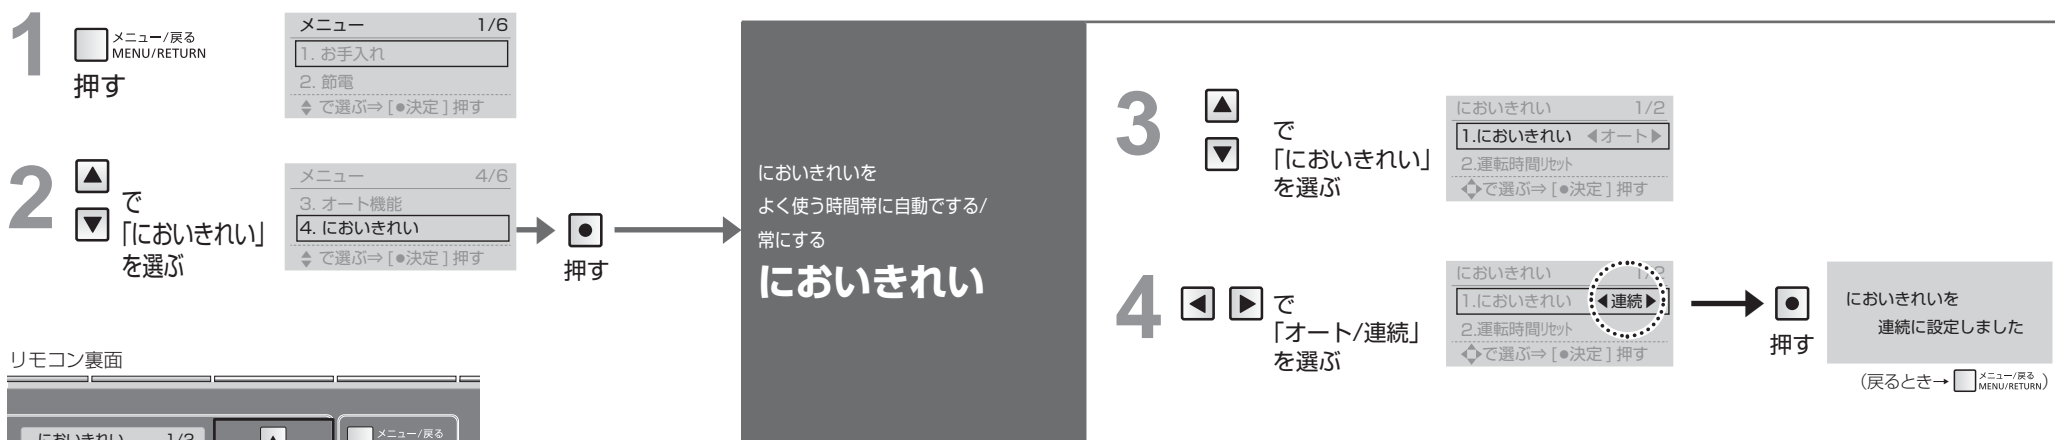 1
メニュー/戻る
MENU/RETURN
押す
メニュー 1/6
1. お手入れ
2. 節電
で選ぶ⇒[●決定]押す
2
▲
▼
で
「においきれい」
を選ぶ
メニュー 4/6
3. オート機能
4. においきれい
で選ぶ⇒[●決定]押す
押す
においきれいを
よく使う時間帯に自動でする/
常にする
においきれい
3
▲
▼
で
「においきれい」
を選ぶ
においきれい 1/2
1.においきれい ◀オート▶
2.運転時間リセット
で選ぶ⇒[●決定]押す
4
◀ ▶ で
「オート/連続」
を選ぶ
においきれい 1/2
1.においきれい ◀連続▶
2.運転時間リセット
で選ぶ⇒[●決定]押す
押す
においきれいを
連続に設定しました
(戻るとき→ メニュー/戻る MENU/RETURN)
リモコン裏面
においきれい 1/2
▲
メニュー/戻る